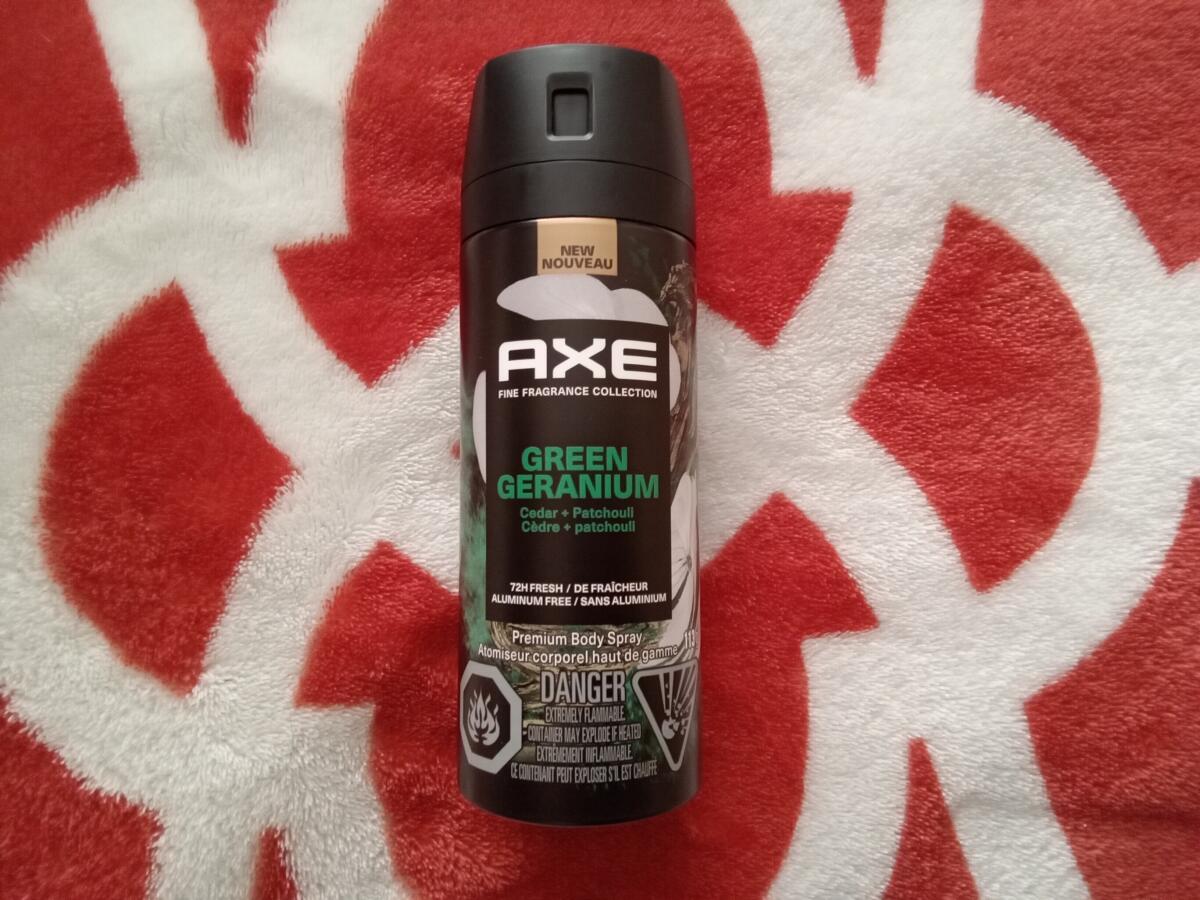 NEW
NOUVEAU
AXE
FINE FRAGRANCE COLLECTION
GREEN
GERANIUM
Cedar + Patchouli
Cèdre + patchouli
72H FRESH / DE FRAÎCHEUR
ALUMINUM FREE / SANS ALUMINIUM
Premium Body Spray
Atomiseur corporel haut de gamme
113
DANGER
EXTREMELY FLAMMABLE.
CONTAINER MAY EXPLODE IF HEATED
EXTRÊMEMENT INFLAMMABLE.
CE CONTENANT PEUT EXPLOSER S'IL EST CHAUFFÉ